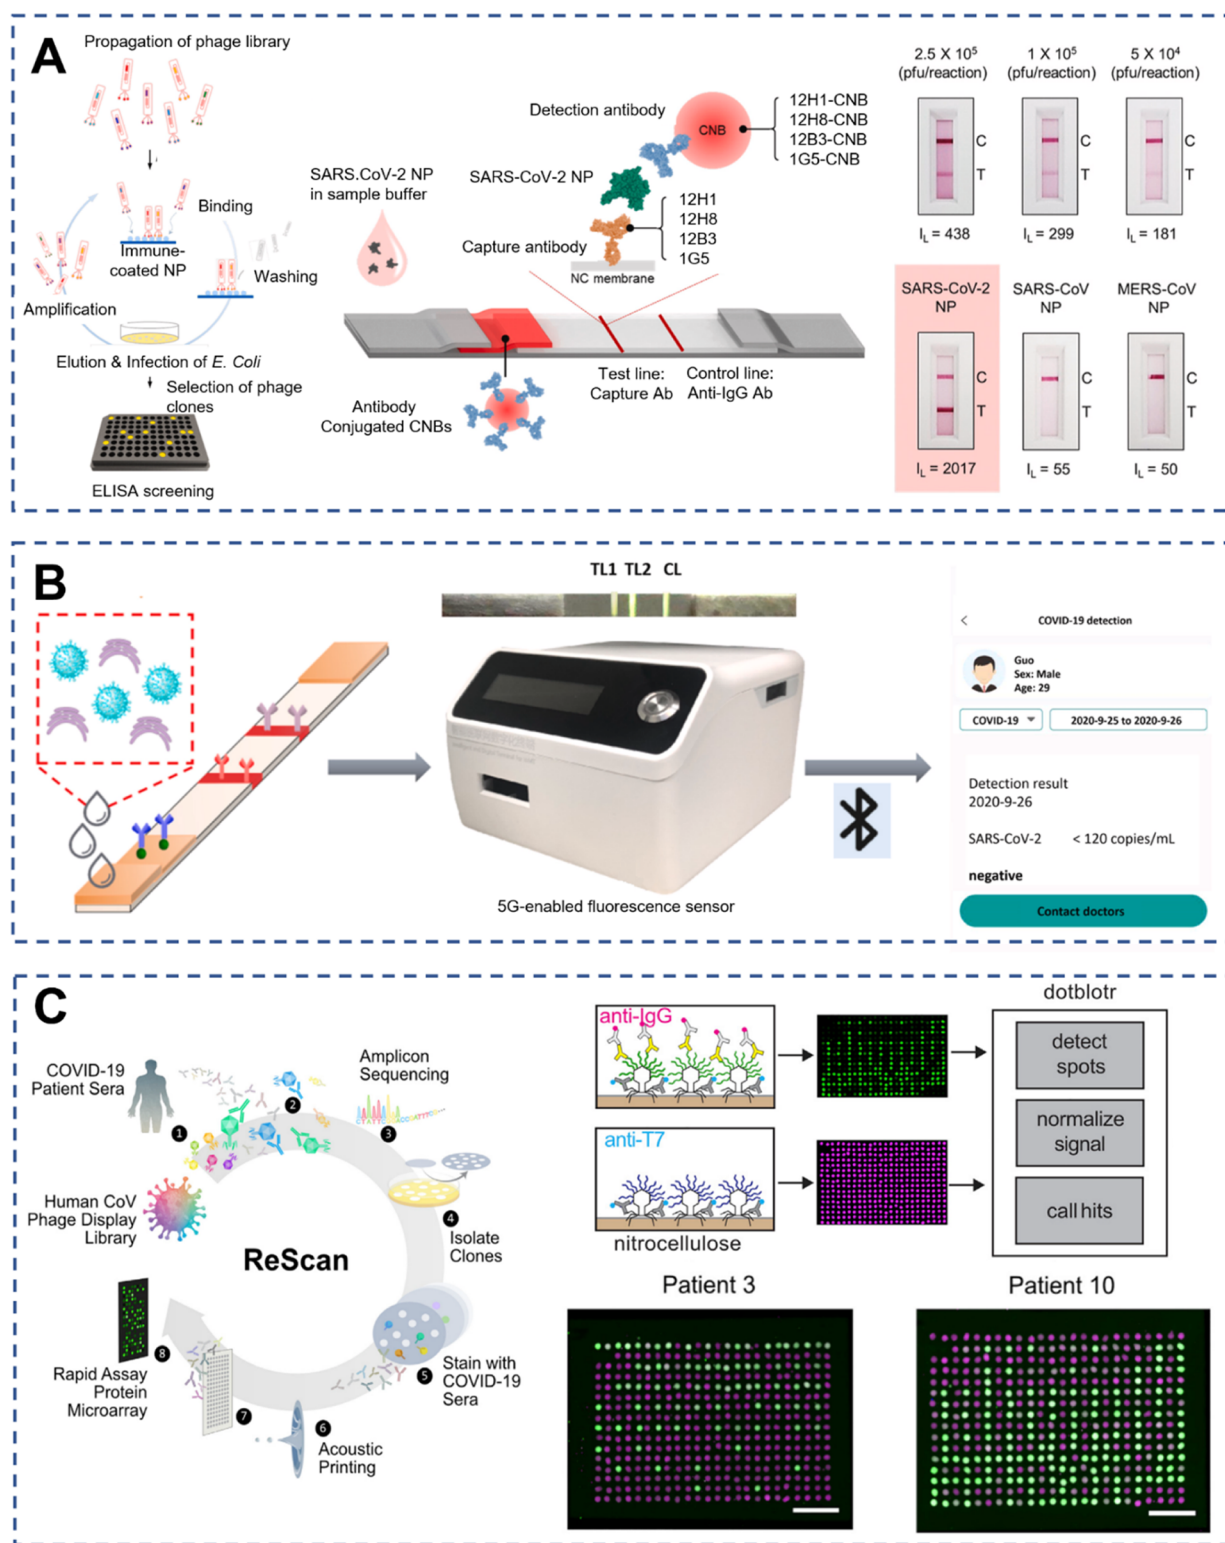 A
Propagation of phage library
Binding
Immune-
coated NP
Washing
Amplification
Elution & Infection of E. Coli
Selection of phage
clones
ELISA screening
SARS.CoV-2 NP
in sample buffer
Detection antibody
CNB
12H1-CNB
12H8-CNB
12B3-CNB
1G5-CNB
SARS-CoV-2 NP
12H1
12H8
12B3
1G5
Capture antibody
NC membrane
Test line:
Capture Ab
Control line:
Anti-IgG Ab
Antibody
Conjugated CNBs
2.5 X 10⁵
(pfu/reaction)
1 X 10⁵
(pfu/reaction)
5 X 10⁴
(pfu/reaction)
C
T
C
T
C
T
I_L = 438
I_L = 299
I_L = 181
SARS-CoV-2
NP
SARS-CoV
NP
MERS-CoV
NP
C
T
C
T
C
T
I_L = 2017
I_L = 55
I_L = 50
B
TL1 TL2 CL
5G-enabled fluorescence sensor
COVID-19 detection
Guo
Sex: Male
Age: 29
COVID-19
2020-9-25 to 2020-9-26
Detection result
2020-9-26
SARS-CoV-2 < 120 copies/mL
negative
Contact doctors
C
COVID-19
Patient Sera
1
2
Amplicon
Sequencing
3
Human CoV
Phage Display
Library
4
Isolate
Clones
ReScan
5
Stain with
COVID-19
Sera
6
Acoustic
Printing
7
8
Rapid Assay
Protein
Microarray
anti-IgG
anti-T7
nitrocellulose
dotblotr
detect
spots
normalize
signal
call hits
Patient 3
Patient 10